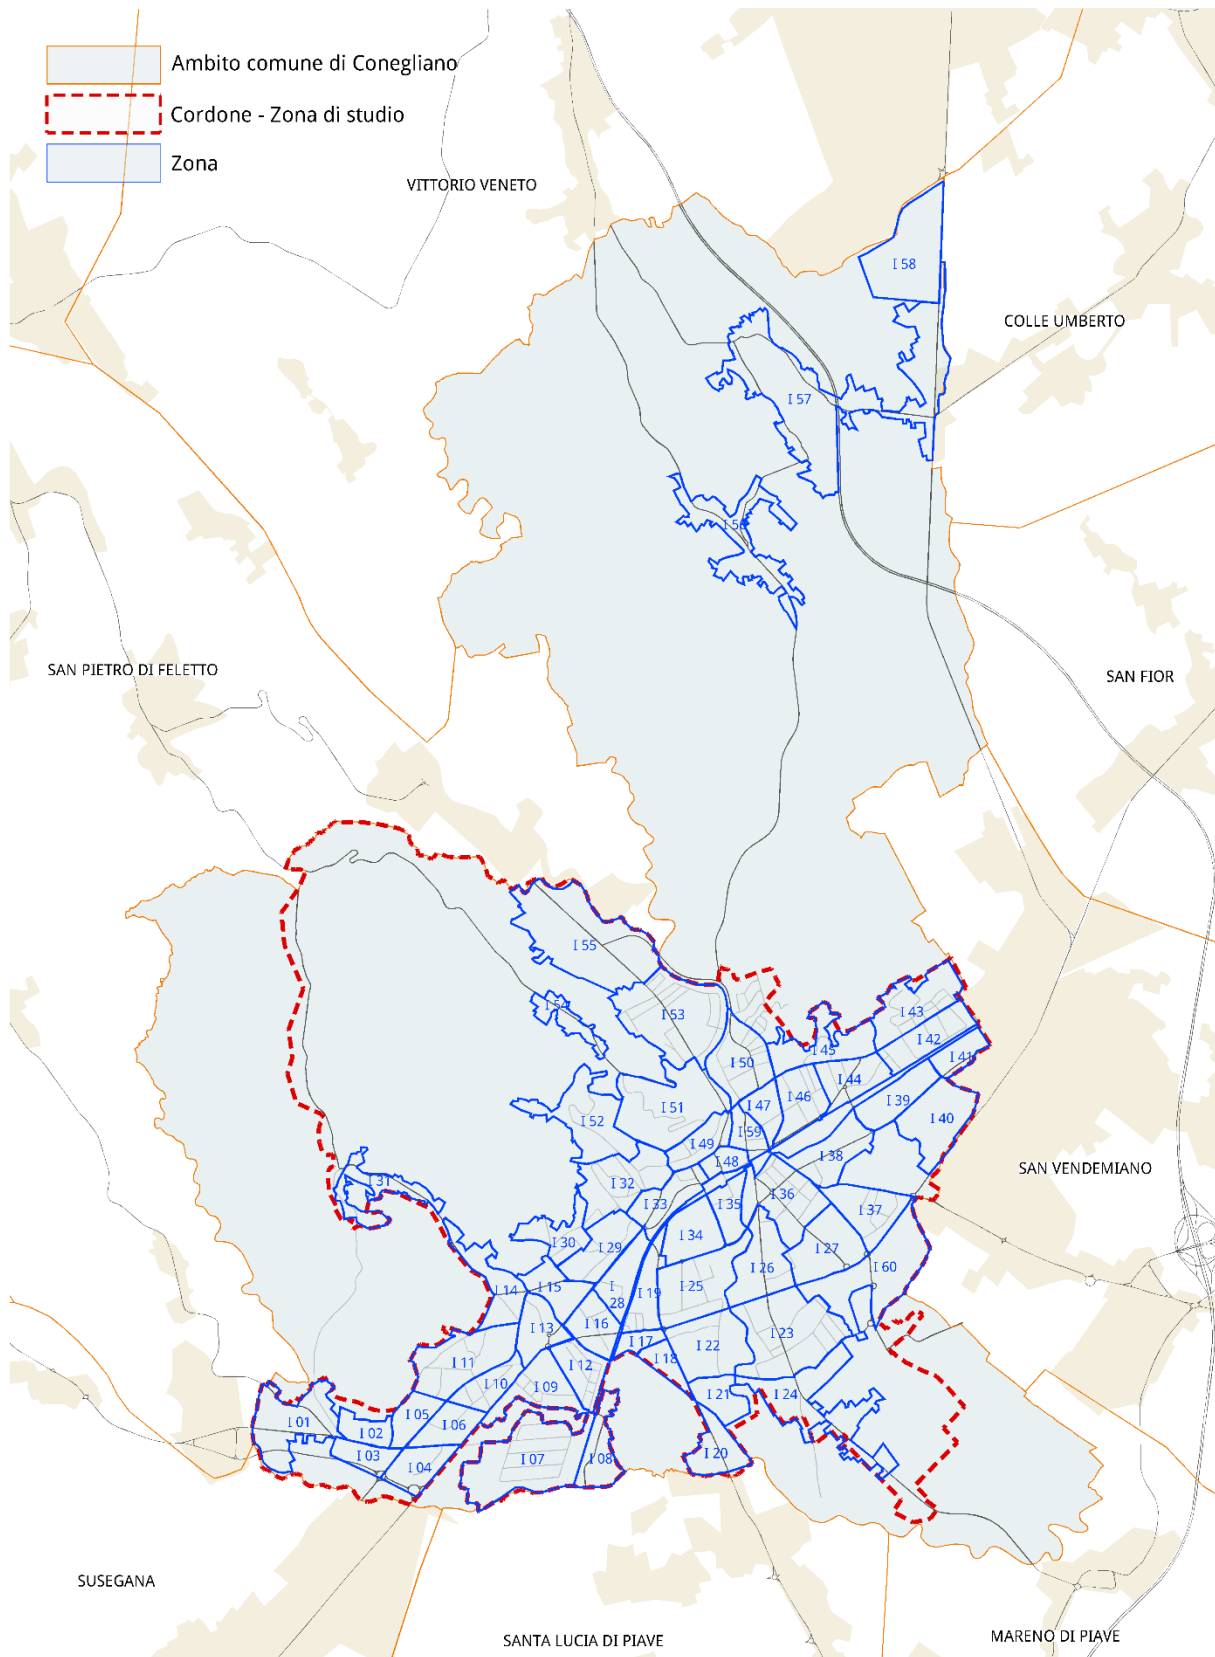 Ambito comune di Conegliano
Cordone - Zona di studio
Zona
VITTORIO VENETO
I 58
COLLE UMBERTO
I 57
I 56
SAN PIETRO DI FELETTO
SAN FIOR
I 55
I 54
I 53
I 43
I 42
I 45
I 41
I 50
I 44
I 51
I 46
I 39
I 47
I 40
I 52
I 59
I 49
I 38
I 48
SAN VENDEMIANO
I 31
I 32
I 36
I 33
I 35
I 37
I 34
I 30
I 29
I 27
I 26
I 60
I 14
I 15
I 25
I 19
I
28
I 16
I 13
I 23
I 17
I 22
I 18
I 11
I 12
I 10
I 09
I 21
I 24
I 05
I 01
I 06
I 02
I 20
I 03
I 07
I 08
I 04
SUSEGANA
SANTA LUCIA DI PIAVE
MARENO DI PIAVE